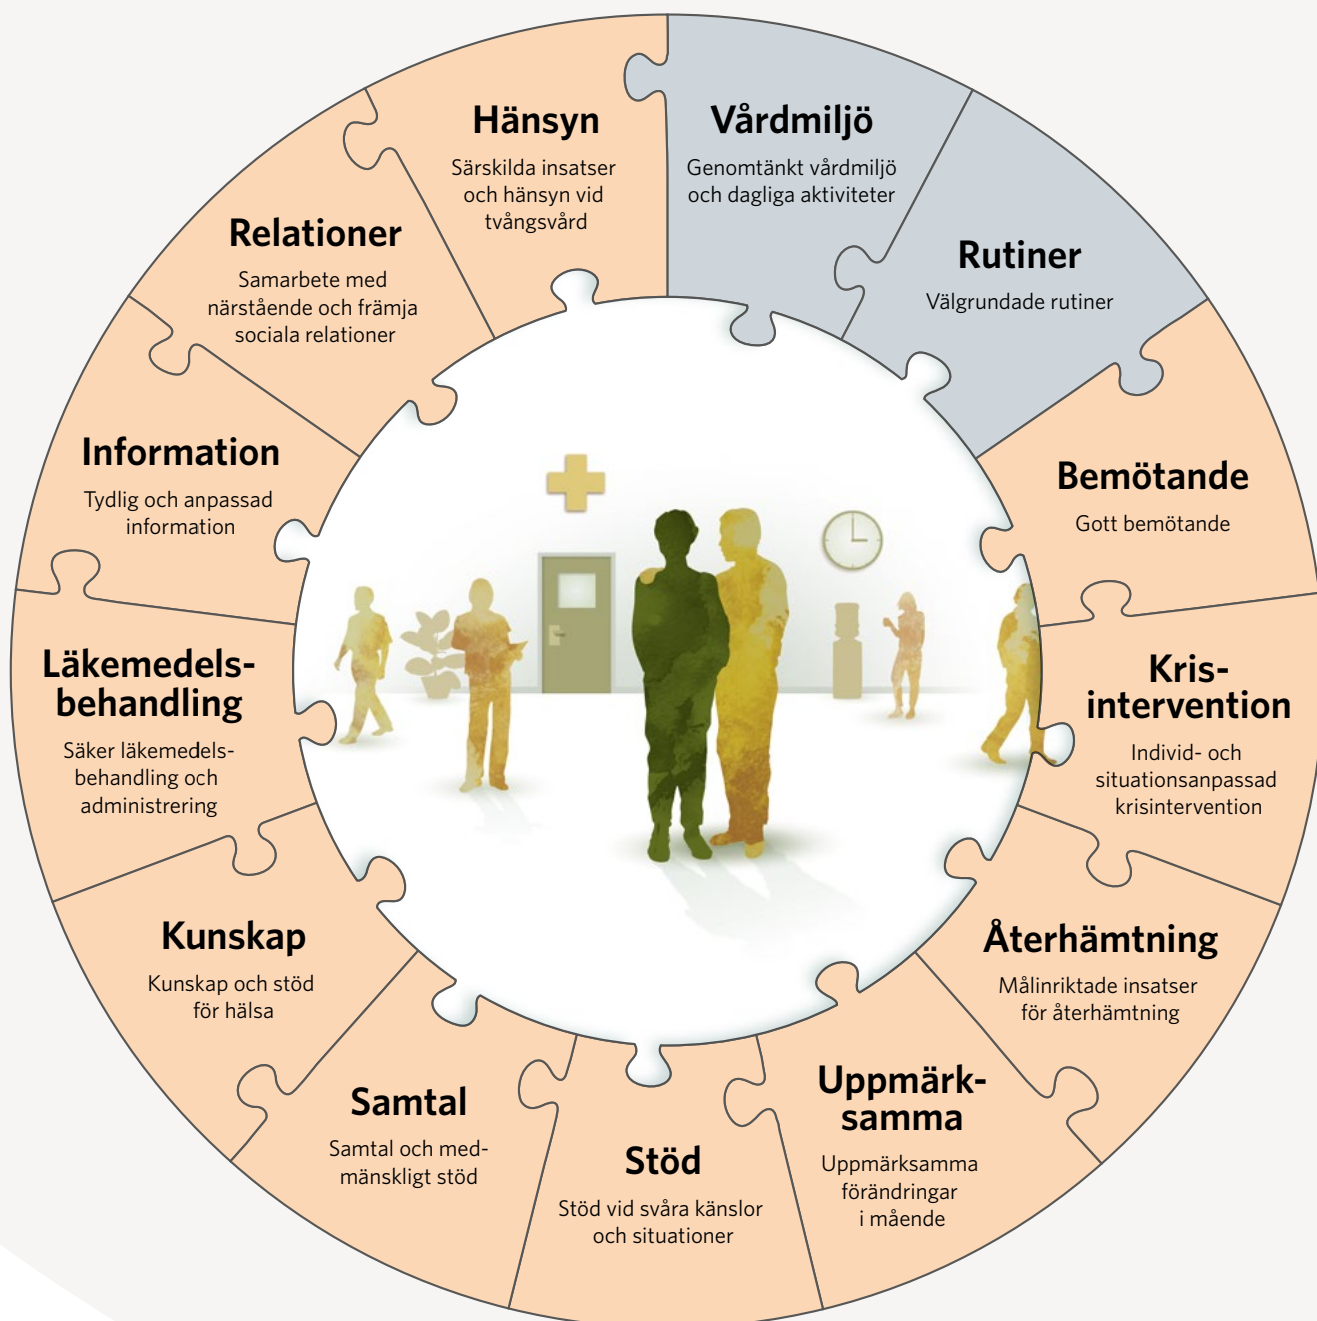 Vårdmiljö
Genomtänkt vårdmiljö
och dagliga aktiviteter
Rutiner
Välgrundade rutiner
Bemötande
Gott bemötande
Kris-
intervention
Individ- och
situationsanpassad
krisintervention
Återhämtning
Målinriktade insatser
för återhämtning
Uppmärk-
samma
Uppmärksamma
förändringar
i mående
Stöd
Stöd vid svåra känslor
och situationer
Samtal
Samtal och med-
mänskligt stöd
Kunskap
Kunskap och stöd
för hälsa
Läkemedels-
behandling
Säker läkemedels-
behandling och
administrering
Information
Tydlig och anpassad
information
Relationer
Samarbete med
närstående och främja
sociala relationer
Hänsyn
Särskilda insatser
och hänsyn vid
tvångsvård